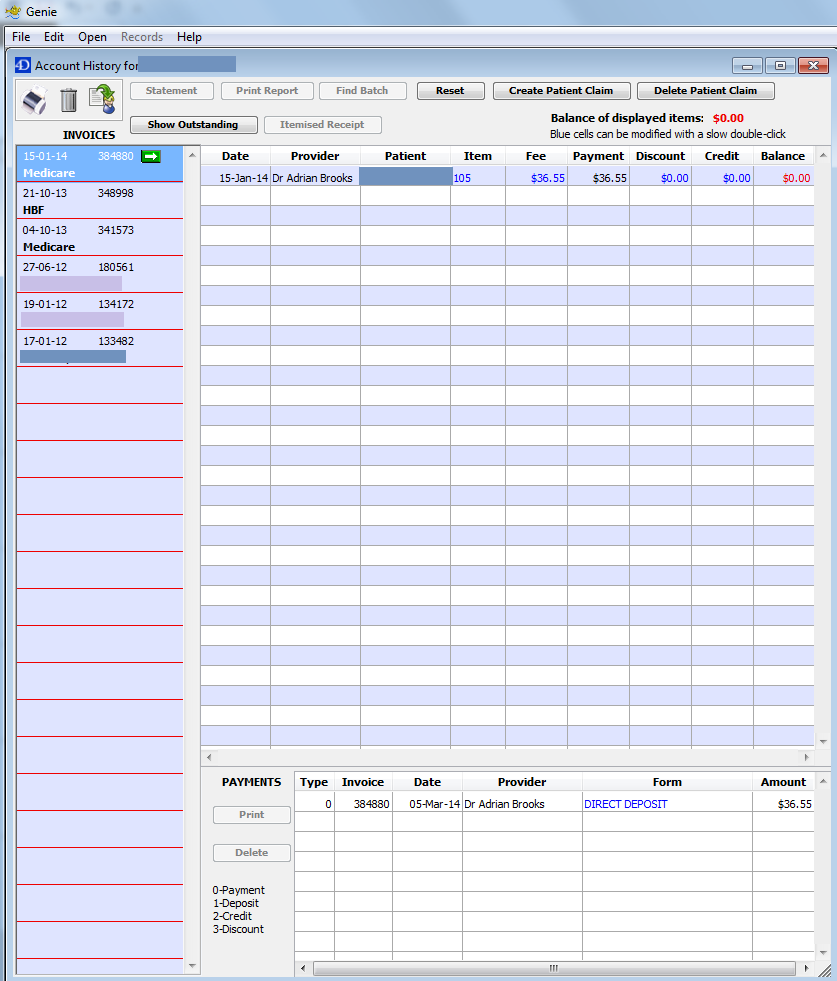 Genie
File Edit Open Records Help
4D Account History for
Statement Print Report Find Batch Reset Create Patient Claim Delete Patient Claim
Show Outstanding Itemised Receipt
Balance of displayed items: $0.00
Blue cells can be modified with a slow double-click
INVOICES
15-01-14 384880
Medicare
21-10-13 348998
HBF
04-10-13 341573
Medicare
27-06-12 180561
19-01-12 134172
17-01-12 133482
Date Provider Patient Item Fee Payment Discount Credit Balance
15-Jan-14 Dr Adrian Brooks 105 $36.55 $36.55 $0.00 $0.00 $0.00
PAYMENTS
Print
Delete
0-Payment
1-Deposit
2-Credit
3-Discount
Type Invoice Date Provider Form Amount
0 384880 05-Mar-14 Dr Adrian Brooks DIRECT DEPOSIT $36.55